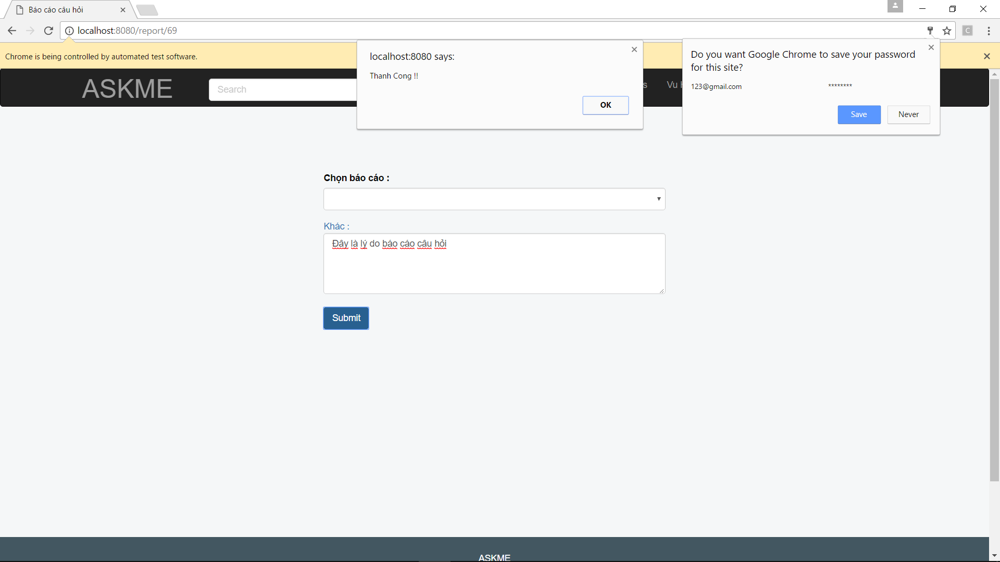 Báo cáo câu hỏi
localhost:8080/report/69
Chrome is being controlled by automated test software.
localhost:8080 says:
Thanh Cong !!
OK
Do you want Google Chrome to save your password
for this site?
123@gmail.com ********
Save Never
ASKME
Search
Vu
Chọn báo cáo :
Khác :
Đây là lý do báo cáo câu hỏi
Submit
ASKME